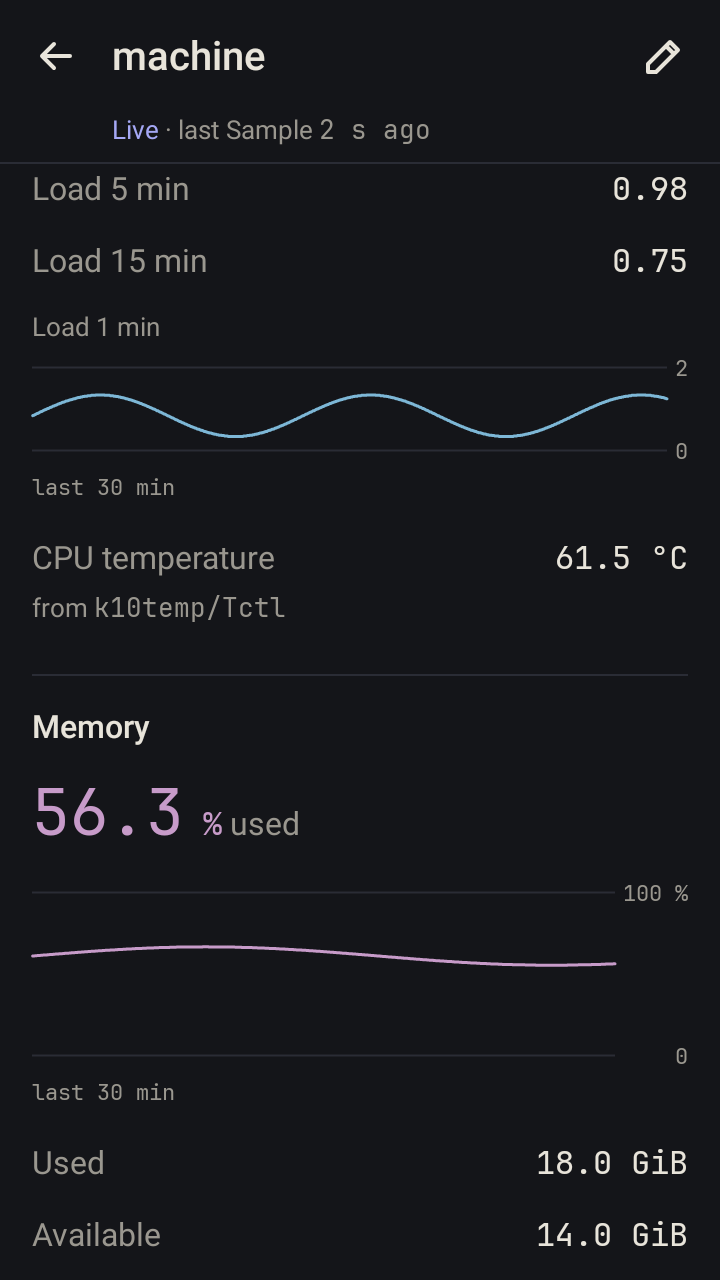 machine
Live · last Sample 2 s ago
Load 5 min 0.98
Load 15 min 0.75
Load 1 min
2
0
last 30 min
CPU temperature 61.5 °C
from k10temp/Tctl
Memory
56.3 % used
100 %
0
last 30 min
Used 18.0 GiB
Available 14.0 GiB